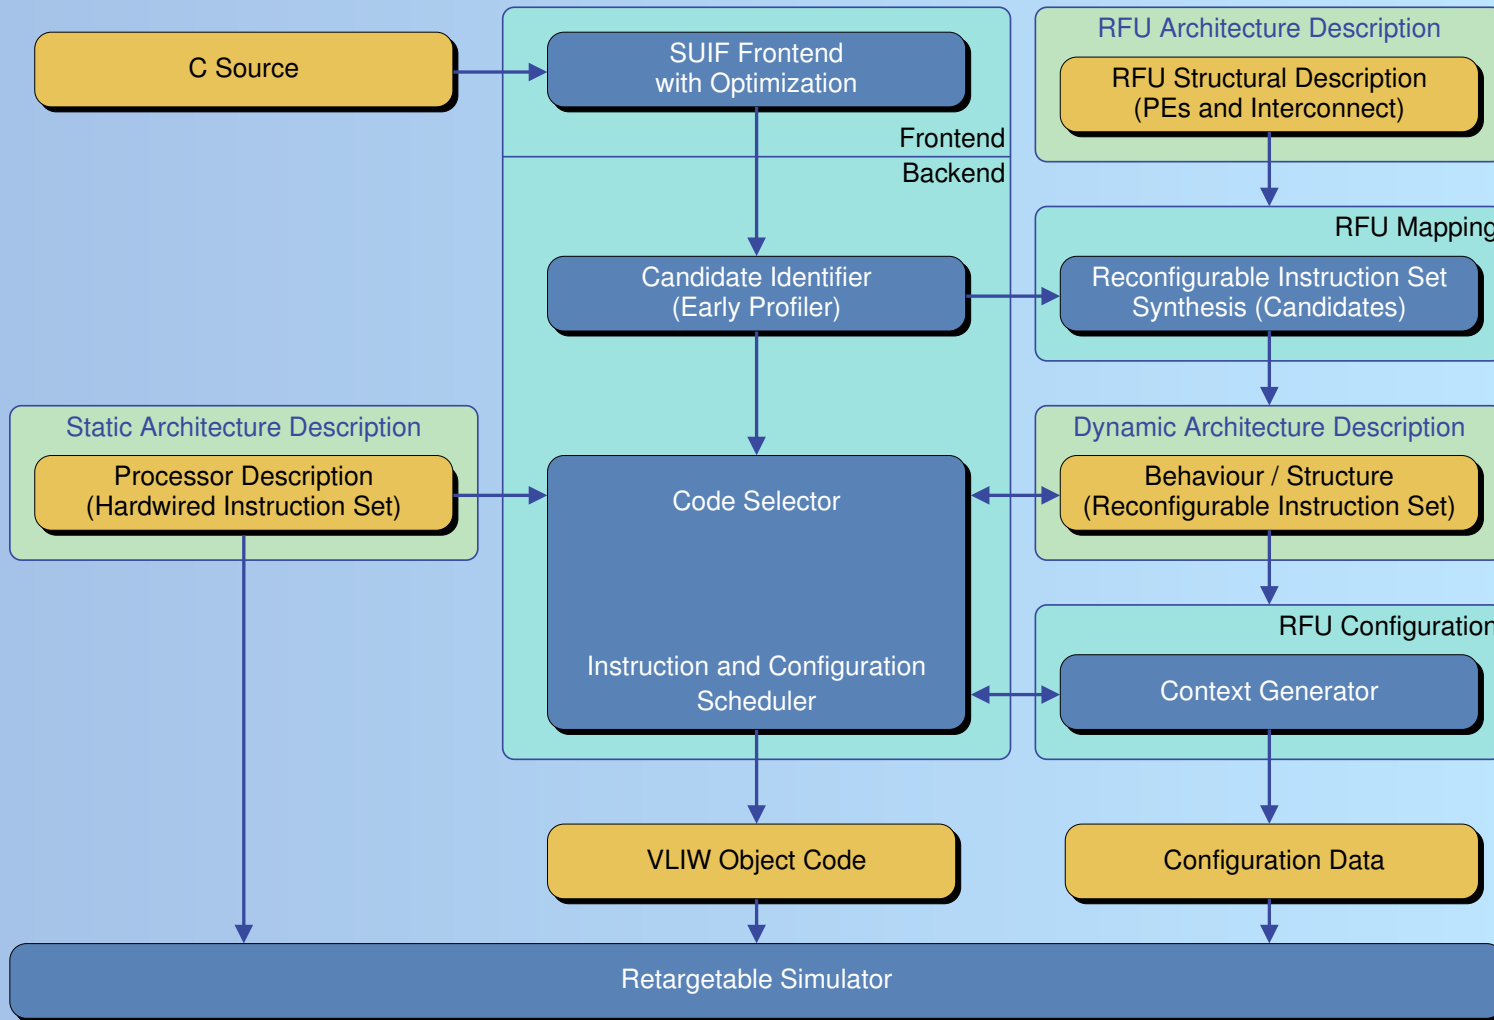 C Source
SUIF Frontend
with Optimization
Frontend
Backend
RFU Architecture Description
RFU Structural Description
(PEs and Interconnect)
RFU Mapping
Candidate Identifier
(Early Profiler)
Reconfigurable Instruction Set
Synthesis (Candidates)
Static Architecture Description
Processor Description
(Hardwired Instruction Set)
Code Selector
Instruction and Configuration
Scheduler
Dynamic Architecture Description
Behaviour / Structure
(Reconfigurable Instruction Set)
RFU Configuration
Context Generator
VLIW Object Code
Configuration Data
Retargetable Simulator